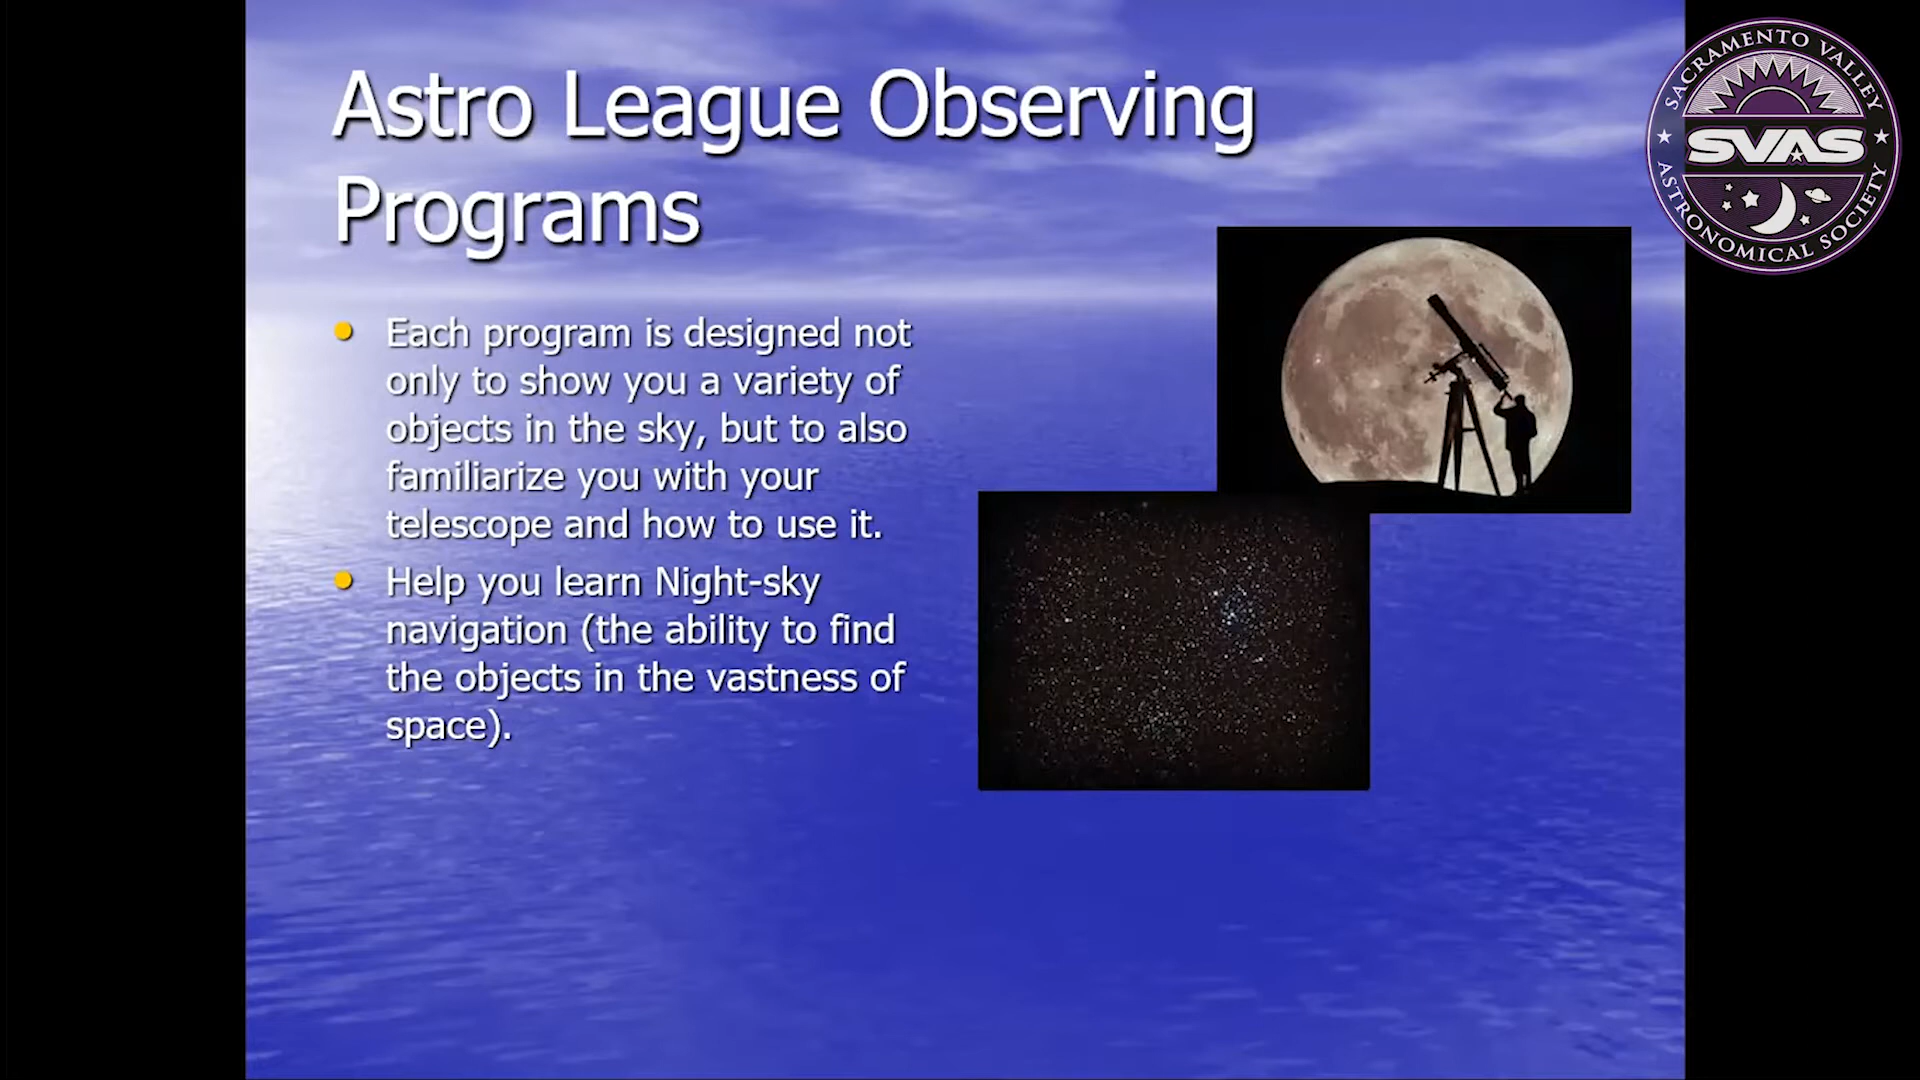 Astro League Observing
Programs
Each program is designed not
only to show you a variety of
objects in the sky, but to also
familiarize you with your
telescope and how to use it.
Help you learn Night-sky
navigation (the ability to find
the objects in the vastness of
space).
SACRAMENTO VALLEY
SVAS
ASTRONOMICAL SOCIETY